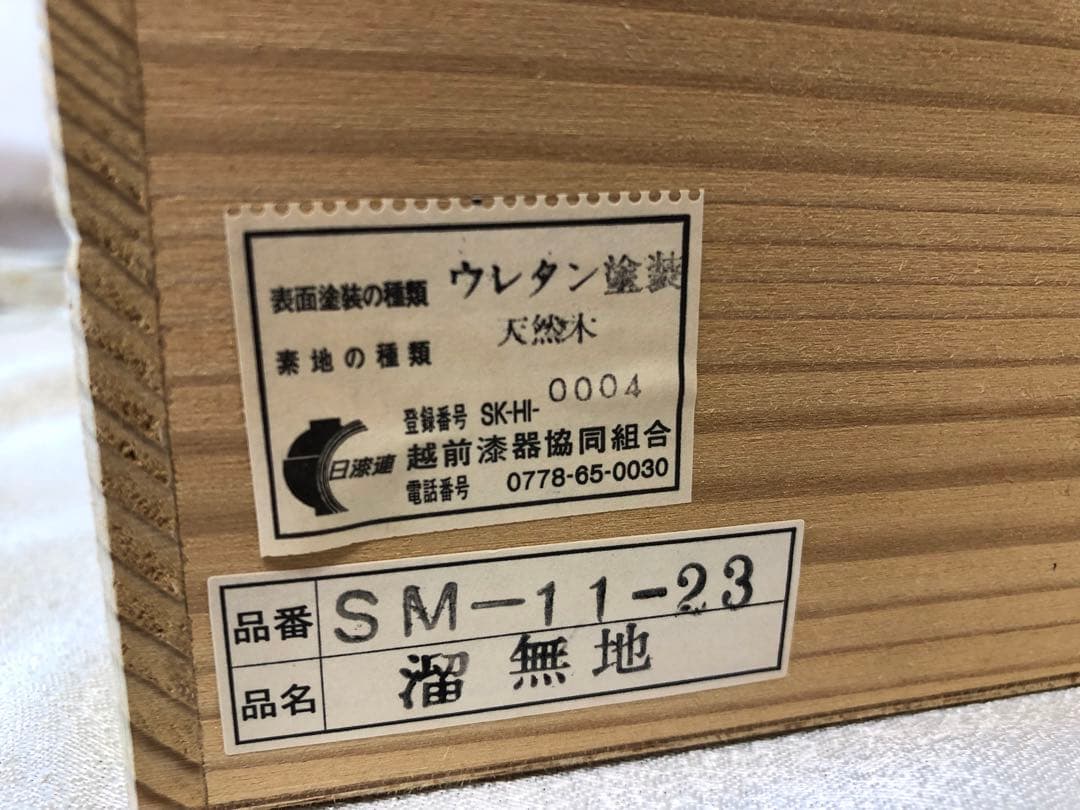 表面塗装の種類 ウレタン塗装
素地の種類 天然木
登録番号 SK-HI-0004
日漆連 越前漆器協同組合
電話番号 0778-65-0030
品番 SM-11-23
品名 溜無地